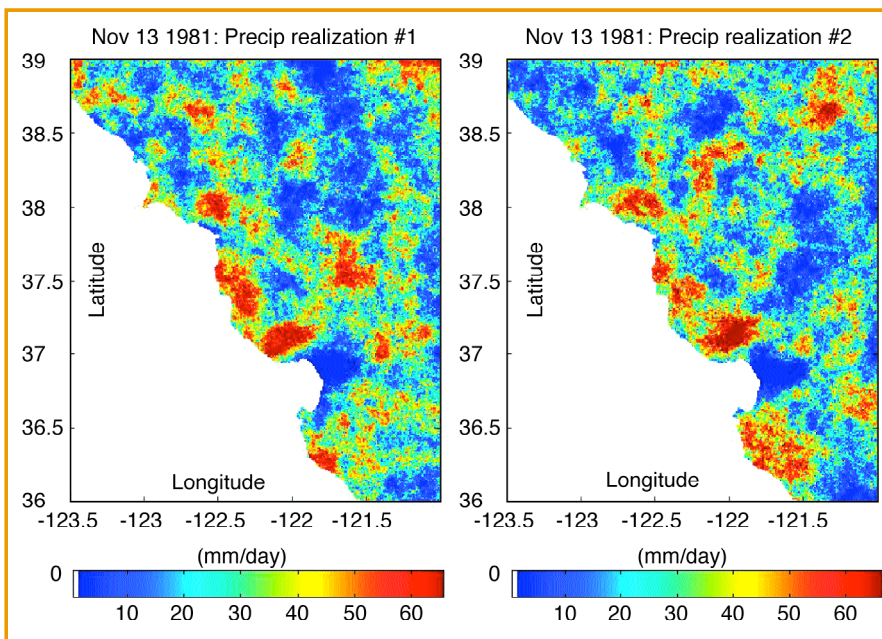 Nov 13 1981: Precip realization #1
39
38.5
38
37.5
37
36.5
36
Latitude
Longitude
-123.5 -123 -122.5 -122 -121.5
(mm/day)
0
10 20 30 40 50 60
Nov 13 1981: Precip realization #2
39
38.5
38
37.5
37
36.5
36
Latitude
Longitude
-123.5 -123 -122.5 -122 -121.5
(mm/day)
0
10 20 30 40 50 60